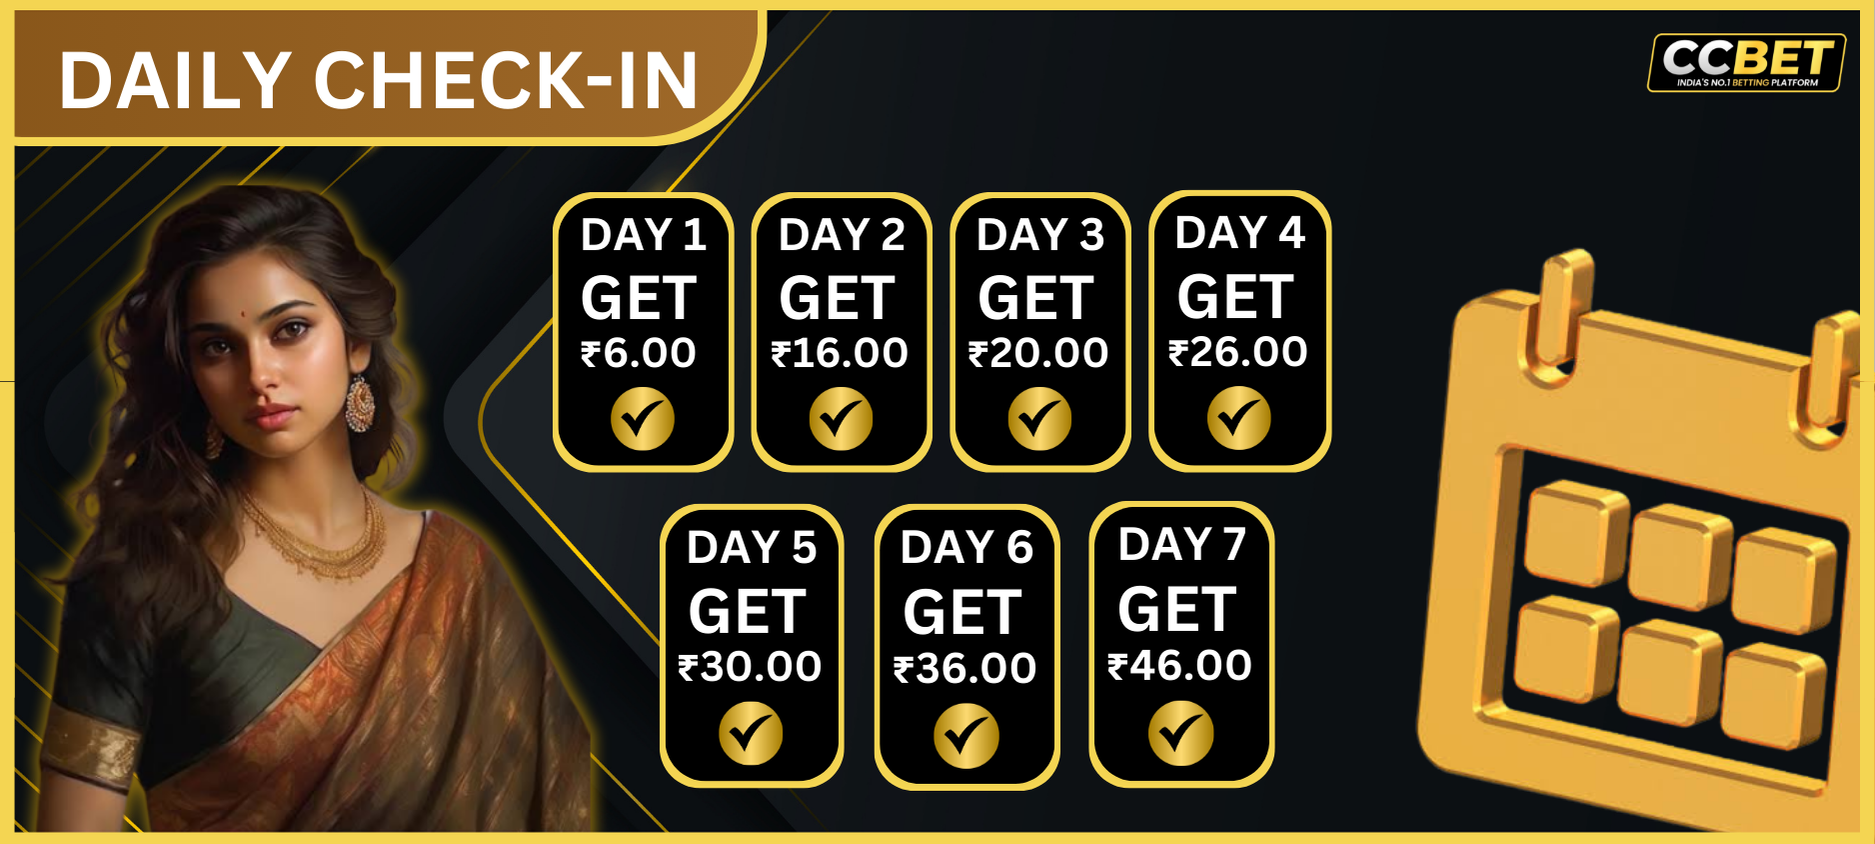 DAILY CHECK-IN
CCBET
INDIA'S NO.1 BETTING PLATFORM
DAY 1
GET
₹6.00
DAY 2
GET
₹16.00
DAY 3
GET
₹20.00
DAY 4
GET
₹26.00
DAY 5
GET
₹30.00
DAY 6
GET
₹36.00
DAY 7
GET
₹46.00